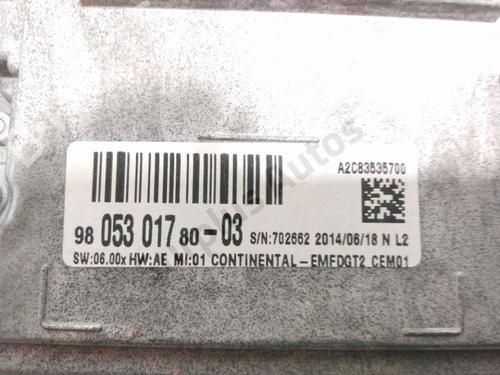 A2C83535700
98 053 017 80-03 S/N:702662 2014/06/18 N L2
SW:06.00x HW:AE MI:01 CONTINENTAL-EMFDGT2 CEM01